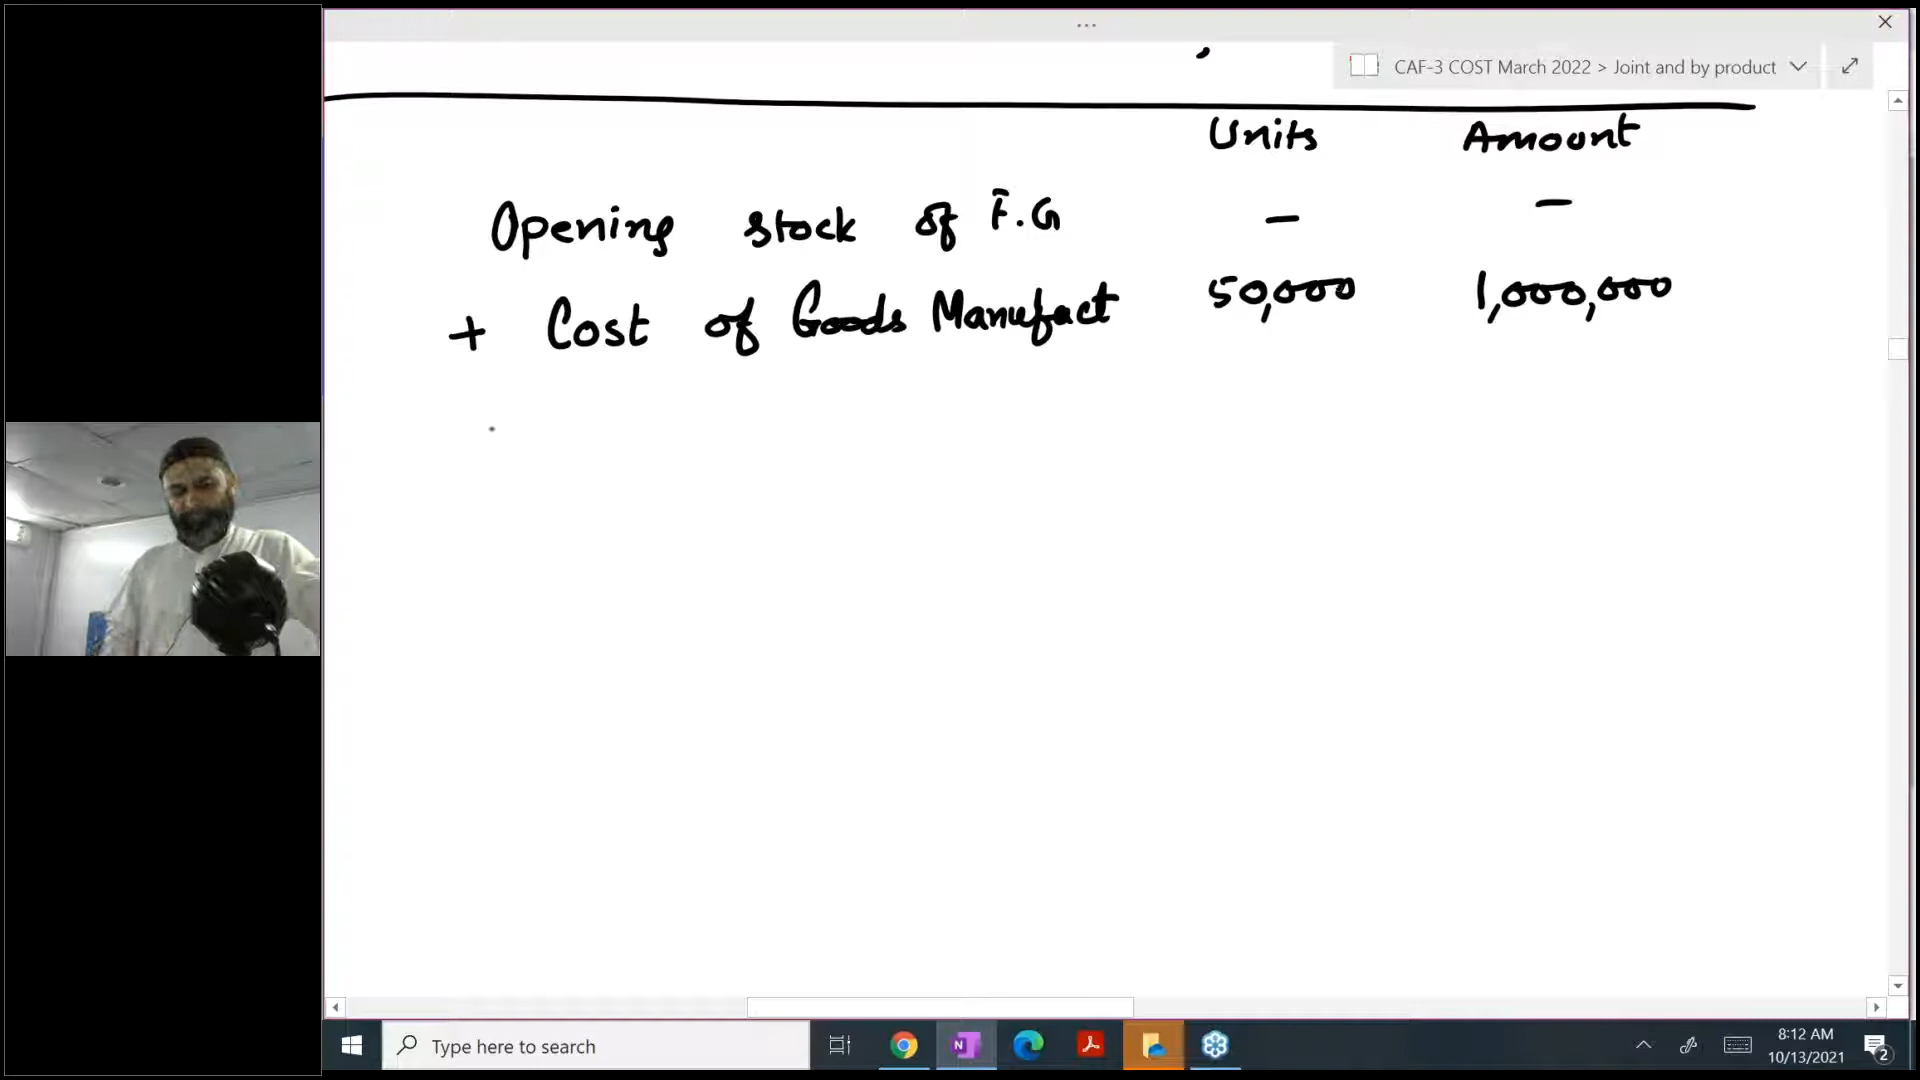 CAF-3 COST March 2022 > Joint and by product
Units Amount
Opening stock of F.G - -
+ Cost of Goods Manufact 50,000 1,000,000
Type here to search
N
8:12 AM
10/13/2021
2